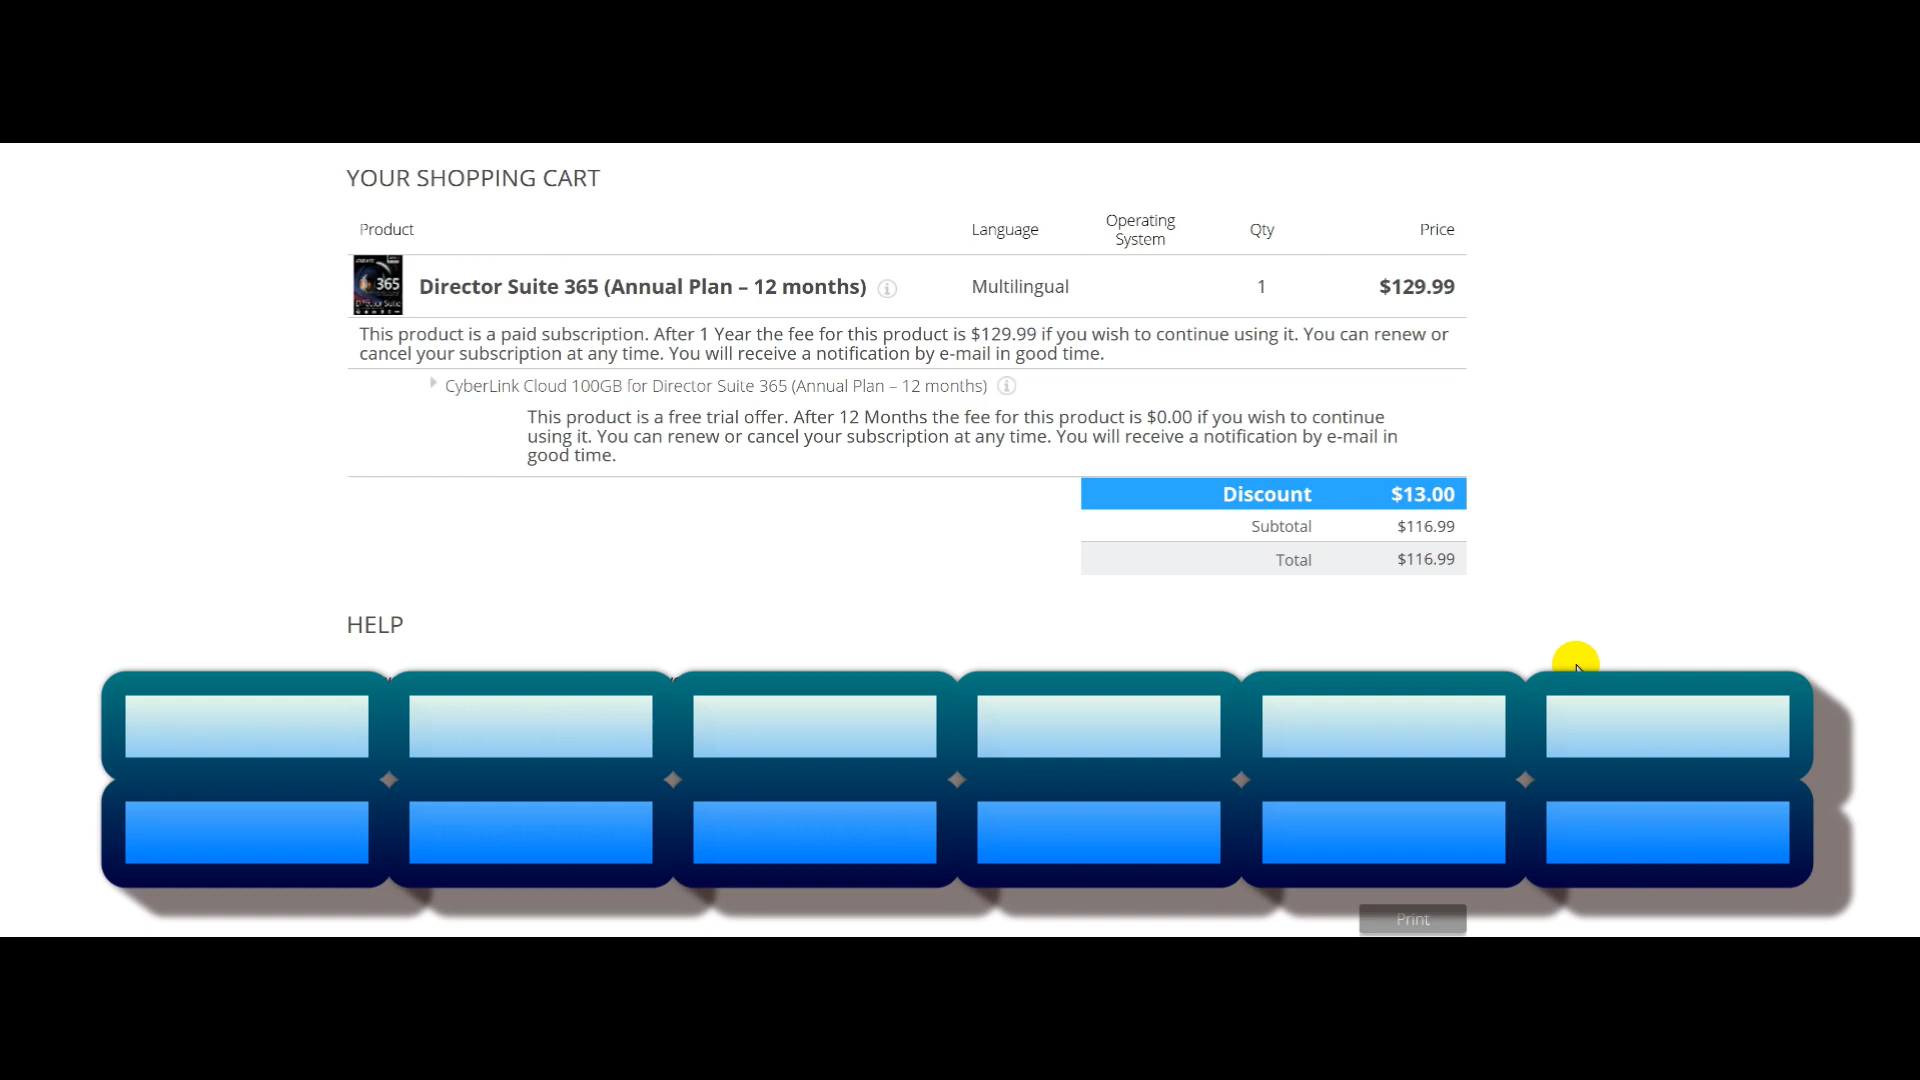 YOUR SHOPPING CART
Product Language Operating System Qty Price
365
Director Suite 365 (Annual Plan – 12 months) Multilingual 1 $129.99
This product is a paid subscription. After 1 Year the fee for this product is $129.99 if you wish to continue using it. You can renew or
cancel your subscription at any time. You will receive a notification by e-mail in good time.
CyberLink Cloud 100GB for Director Suite 365 (Annual Plan – 12 months)
This product is a free trial offer. After 12 Months the fee for this product is $0.00 if you wish to continue
using it. You can renew or cancel your subscription at any time. You will receive a notification by e-mail in
good time.
Discount $13.00
Subtotal $116.99
Total $116.99
HELP
Print